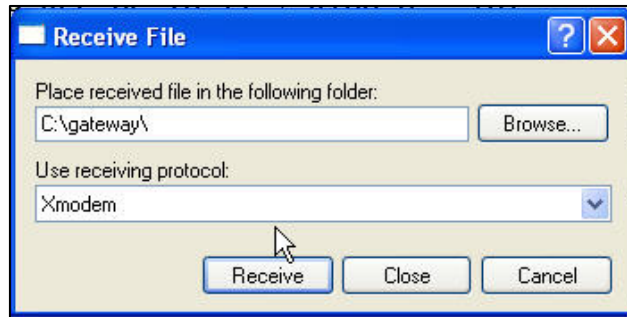 Receive File
Place received file in the following folder:
C:\gateway\
Browse...
Use receiving protocol:
Xmodem
Receive Close Cancel